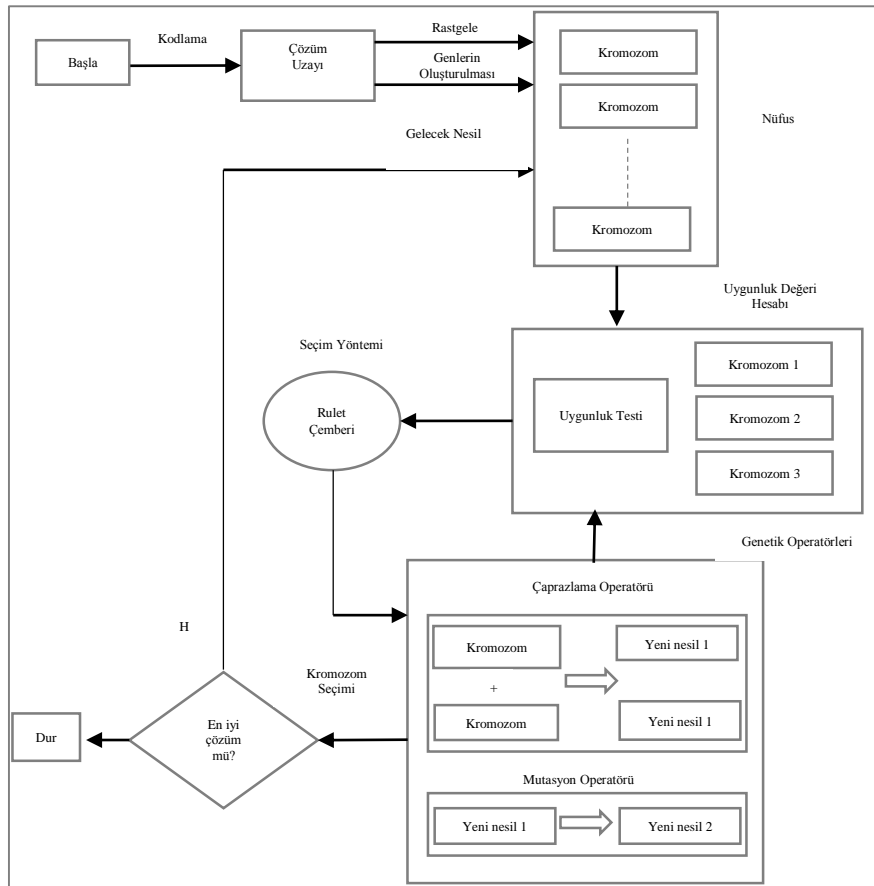 Kodlama
Başla
Çözüm
Uzayı
Rastgele
Genlerin
Oluşturulması
Kromozom
Kromozom
Nüfus
Gelecek Nesil
Kromozom
Uygunluk Değeri
Hesabı
Seçim Yöntemi
Rulet
Çemberi
Uygunluk Testi
Kromozom 1
Kromozom 2
Kromozom 3
Genetik Operatörleri
Çaprazlama Operatörü
H
Kromozom
+
Kromozom
Yeni nesil 1
Yeni nesil 1
Kromozom
Seçimi
En iyi
çözüm
mü?
Dur
Mutasyon Operatörü
Yeni nesil 1
Yeni nesil 2